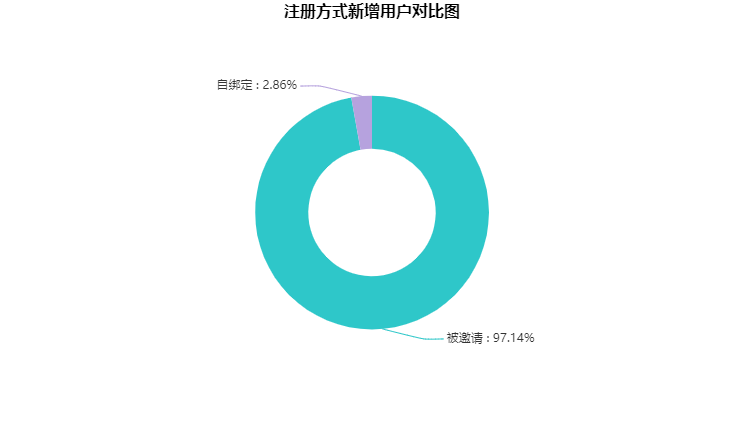 注册方式新增用户对比图
自绑定 : 2.86%
被邀请 : 97.14%